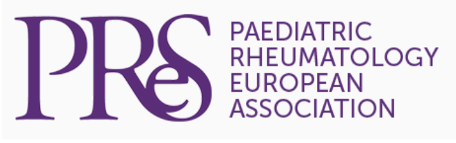 PReS
PAEDIATRIC
RHEUMATOLOGY
EUROPEAN
ASSOCIATION